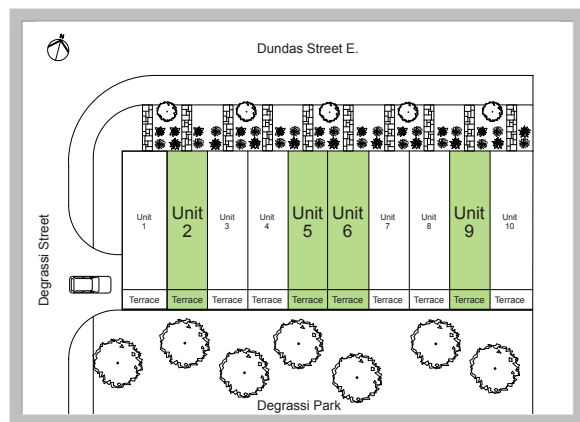 N
Dundas Street E.
Degrassi Street
Unit
1
Unit
2
Unit
3
Unit
4
Unit
5
Unit
6
Unit
7
Unit
8
Unit
9
Unit
10
Terrace Terrace Terrace Terrace Terrace Terrace Terrace Terrace Terrace Terrace
Degrassi Park